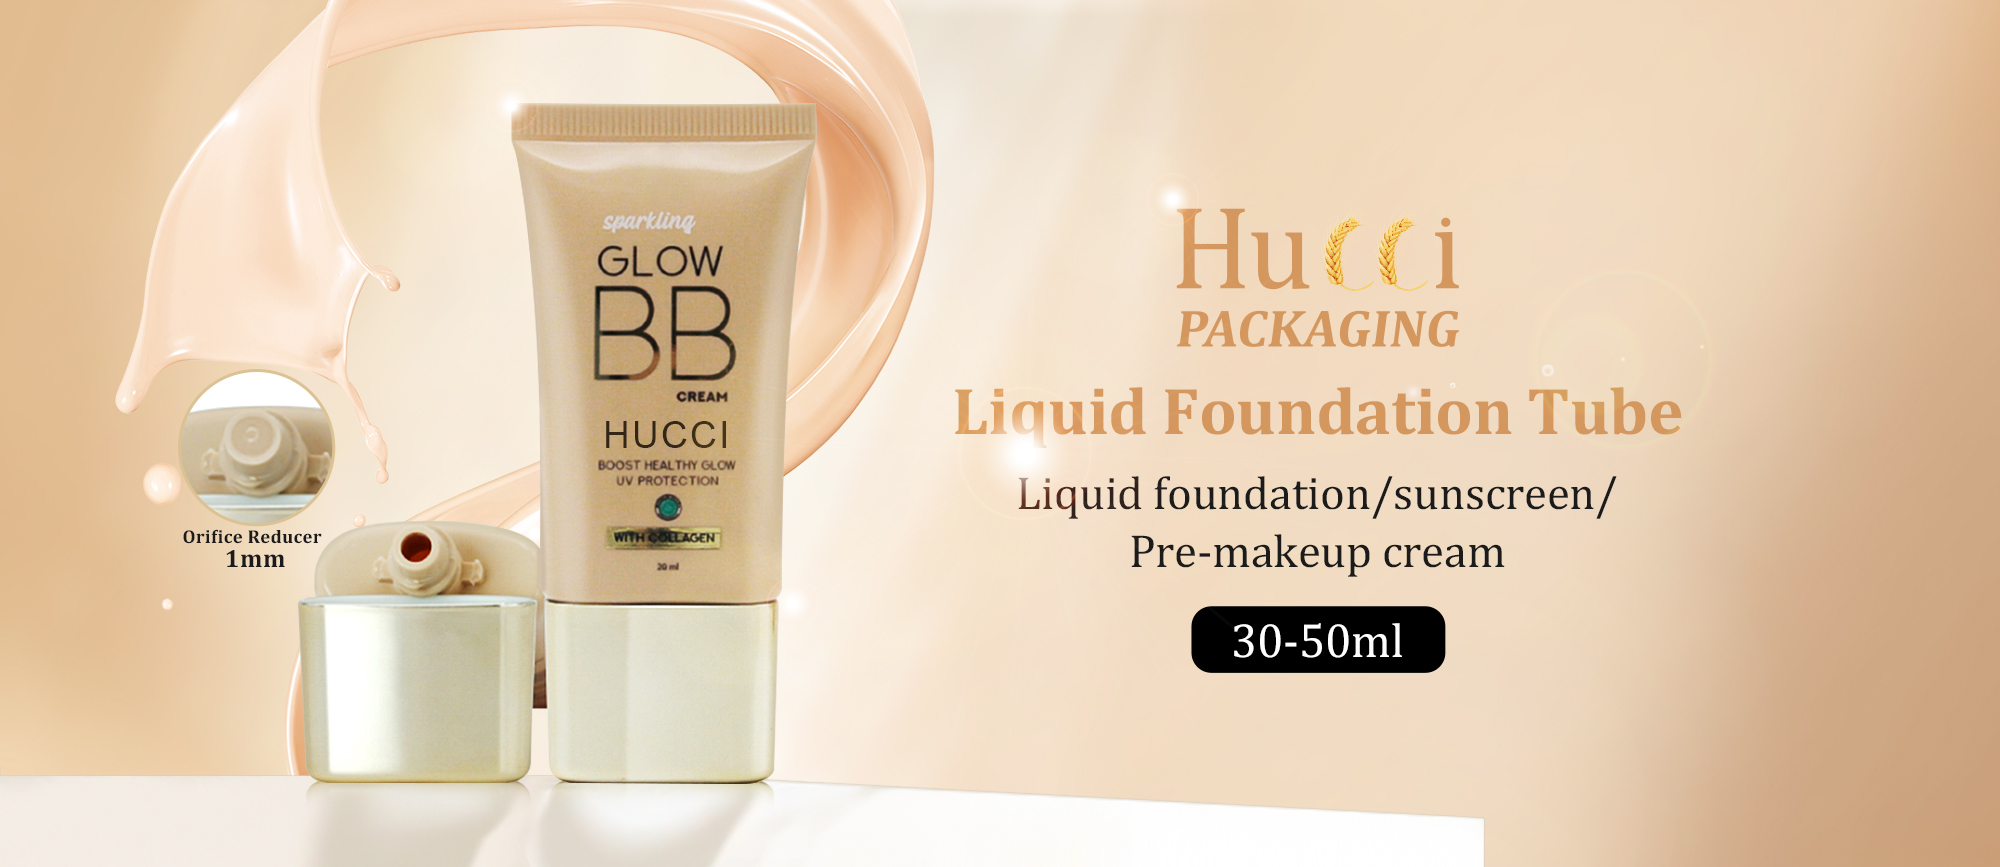 sparkling
GLOW
BB
CREAM
HUCCI
BOOST HEALTHY GLOW
UV PROTECTION
WITH COLLAGEN
20 ml
Orifice Reducer
1mm
Hucci
PACKAGING
Liquid Foundation Tube
Liquid foundation/sunscreen/
Pre-makeup cream
30-50ml